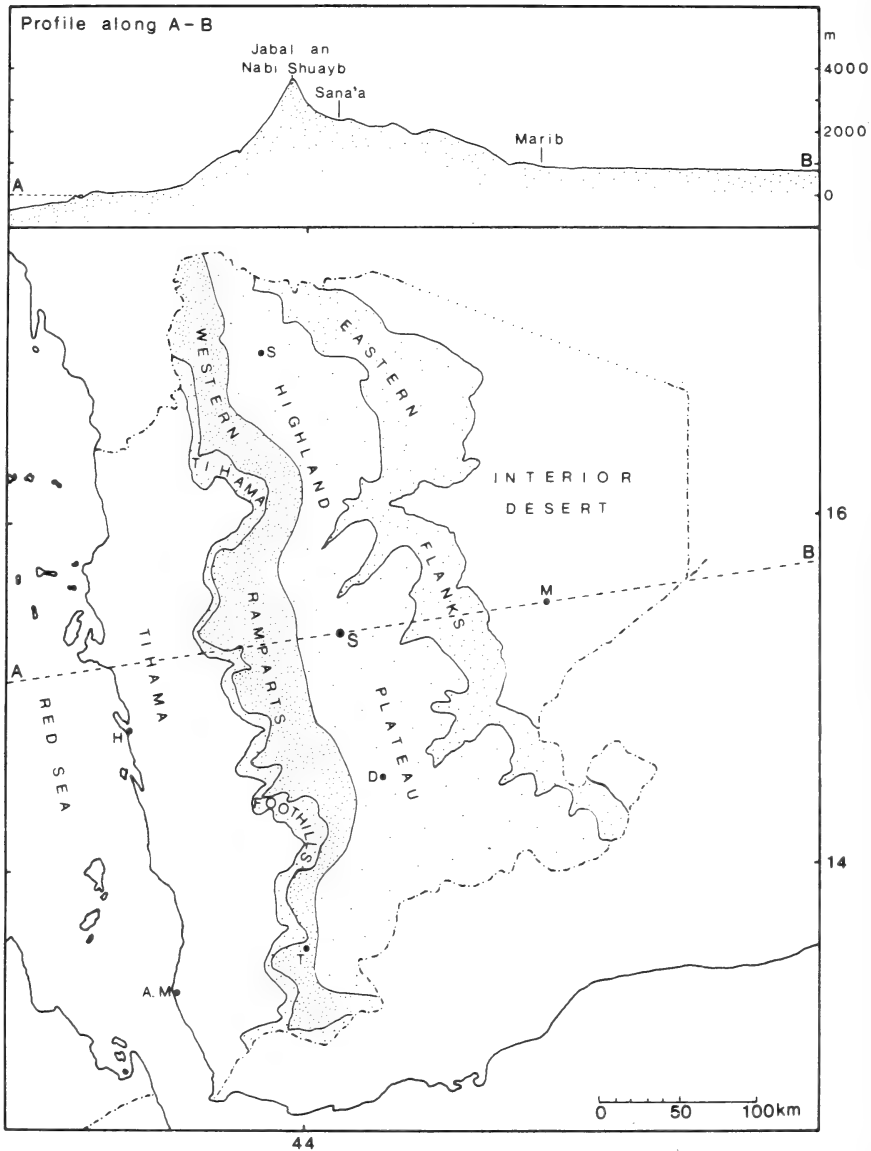 Profile along A-B
m
Jabal an
Nabi Shuayb
Sana'a
Marib
4000
2000
0
A
B
WESTERN
S
EASTERN
HIGHLAND
TIHAMA
INTERIOR
DESERT
16
FLANKS
B
M
RAMPARTS
S
TIHAMA
A
RED SEA
PLATEAU
H
D
FOOTHILLS
14
T
A.M
0 50 100km
44